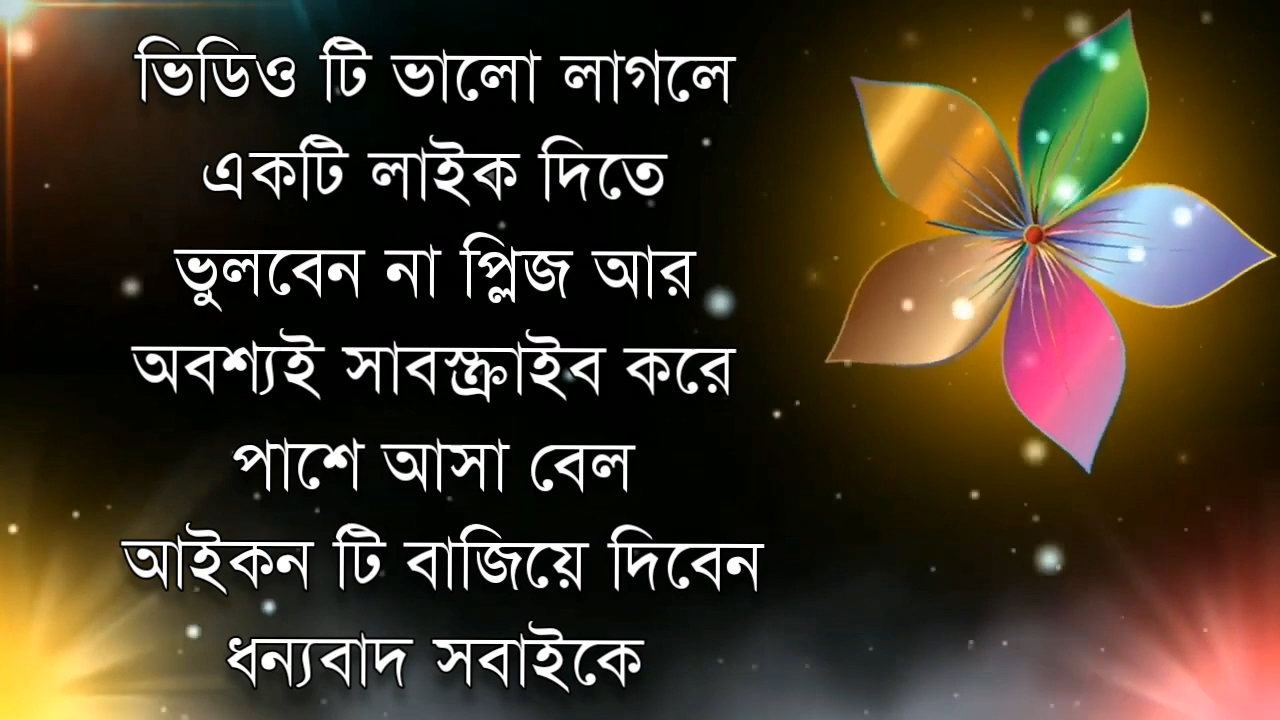 ভিডিও টি ভালো লাগলে
একটি লাইক দিতে
ভুলবেন না প্লিজ আর
অবশ্যই সাবস্ক্রাইব করে
পাশে আসা বেল
আইকন টি বাজিয়ে দিবেন
ধন্যবাদ সবাইকে